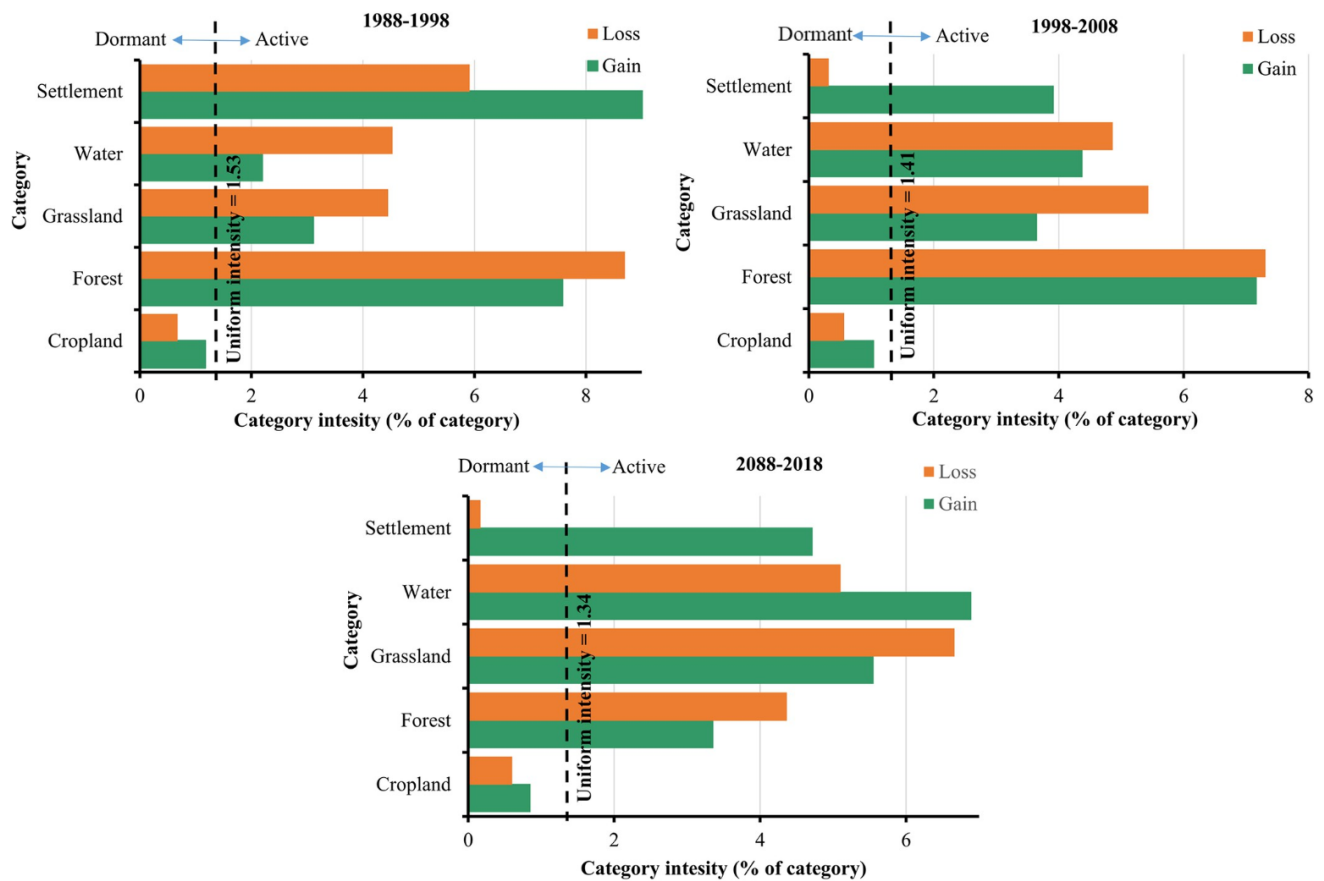 1988-1998
Dormant
Active
Loss
Gain
Settlement
Water
Grassland
Forest
Cropland
Category
Uniform intensity = 1.53
0 2 4 6 8
Category intesity (% of category)
1998-2008
Dormant
Active
Loss
Gain
Settlement
Water
Grassland
Forest
Cropland
Category
Uniform intensity = 1.41
0 2 4 6 8
Category intesity (% of category)
2088-2018
Dormant
Active
Loss
Gain
Settlement
Water
Grassland
Forest
Cropland
Category
Uniform intensity = 1.34
0 2 4 6
Category intesity (% of category)